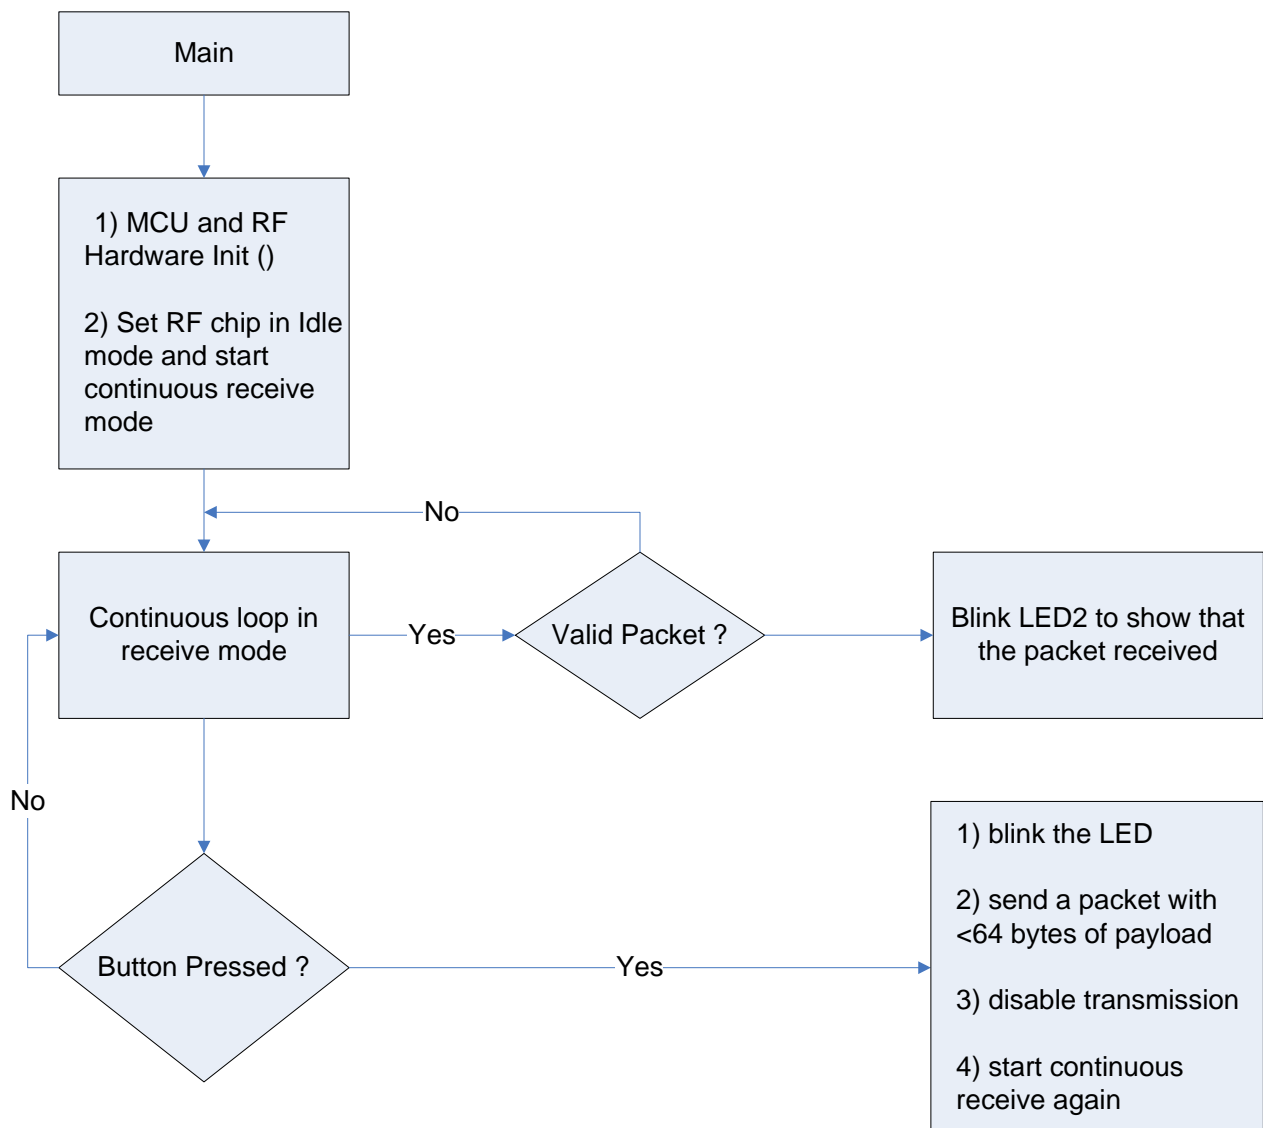 Main
1) MCU and RF
Hardware Init ()
2) Set RF chip in Idle
mode and start
continuous receive
mode
No
Continuous loop in
receive mode
Yes
Valid Packet ?
Blink LED2 to show that
the packet received
No
Button Pressed ?
Yes
1) blink the LED
2) send a packet with
<64 bytes of payload
3) disable transmission
4) start continuous
receive again